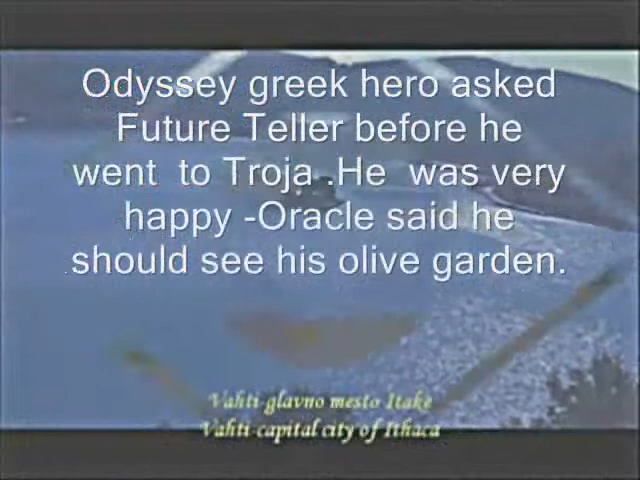 Odyssey greek hero asked
Future Teller before he
went  to Troja .He  was very
happy -Oracle said he
should see his olive garden.
Vahti-glavno mesto Itake
Vahti-capital city of Ithaca